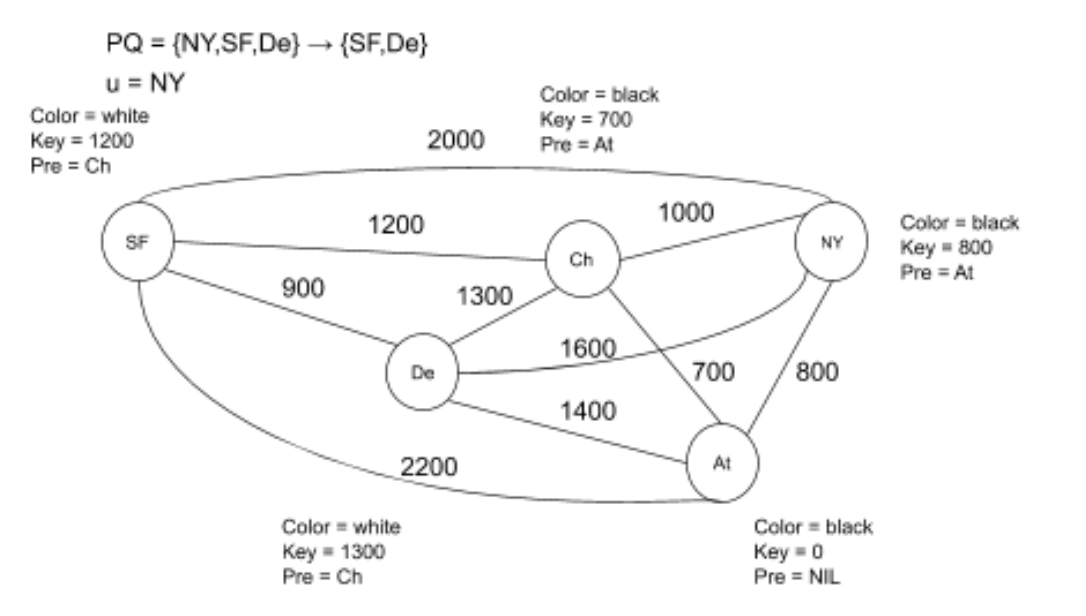 PQ = {NY,SF,De} → {SF,De}
u = NY
Color = white
Key = 1200
Pre = Ch
Color = black
Key = 700
Pre = At
2000
1200
1000
SF
Ch
NY
Color = black
Key = 800
Pre = At
900
1300
1600
De
700
800
1400
At
2200
Color = white
Key = 1300
Pre = Ch
Color = black
Key = 0
Pre = NIL